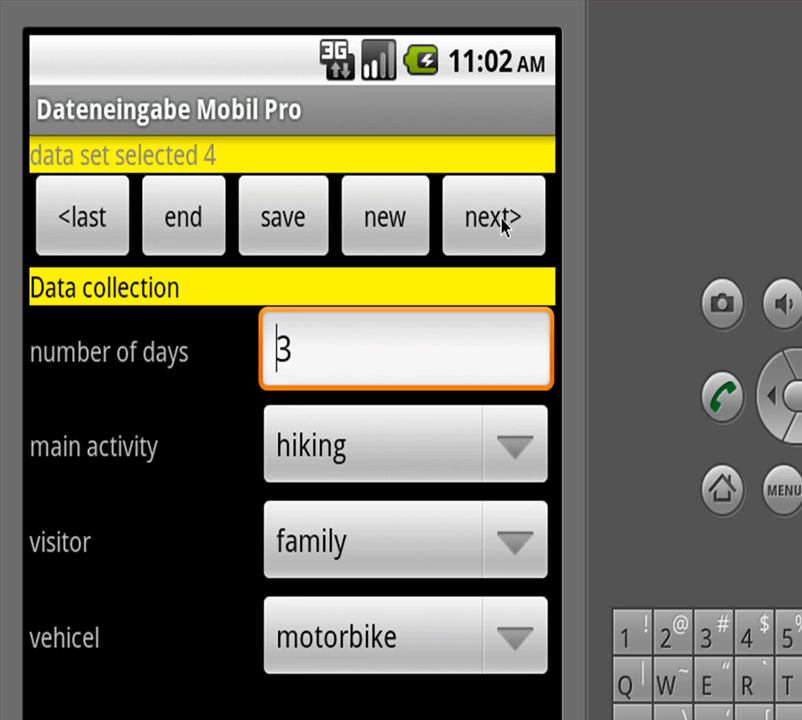 3G 11:02 AM
Dateneingabe Mobil Pro
data set selected 4
<last end save new next>
Data collection
number of days 3
main activity hiking
visitor family
vehicel motorbike
MENU
1 ! 2 @ 3 # 4 $ 5 %
Q | W ~ E " R ` T